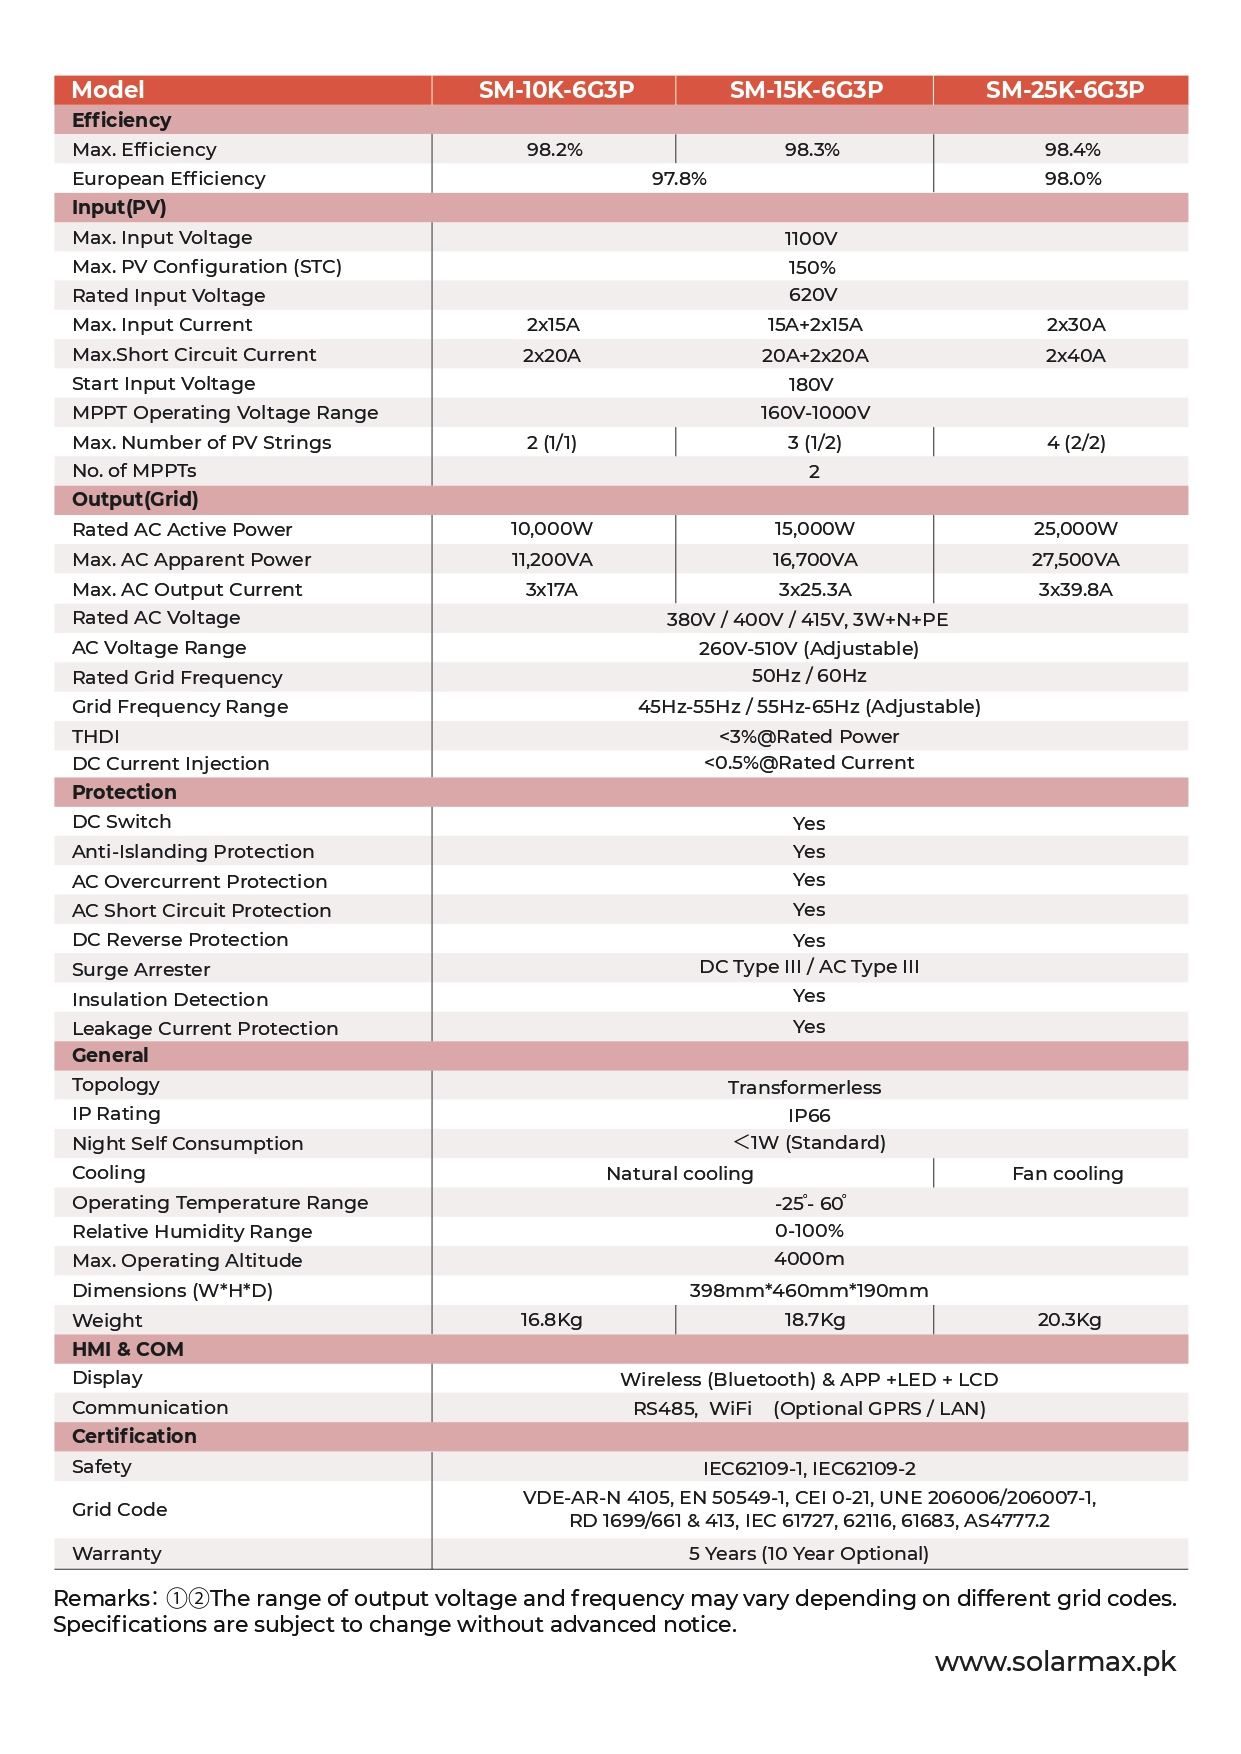 Model SM-10K-6G3P SM-15K-6G3P SM-25K-6G3P
Efficiency
Max. Efficiency 98.2% 98.3% 98.4%
European Efficiency 97.8% 98.0%
Input(PV)
Max. Input Voltage 1100V
Max. PV Configuration (STC) 150%
Rated Input Voltage 620V
Max. Input Current 2x15A 15A+2x15A 2x30A
Max.Short Circuit Current 2x20A 20A+2x20A 2x40A
Start Input Voltage 180V
MPPT Operating Voltage Range 160V-1000V
Max. Number of PV Strings 2 (1/1) 3 (1/2) 4 (2/2)
No. of MPPTs 2
Output(Grid)
Rated AC Active Power 10,000W 15,000W 25,000W
Max. AC Apparent Power 11,200VA 16,700VA 27,500VA
Max. AC Output Current 3x17A 3x25.3A 3x39.8A
Rated AC Voltage 380V / 400V / 415V, 3W+N+PE
AC Voltage Range 260V-510V (Adjustable)
Rated Grid Frequency 50Hz / 60Hz
Grid Frequency Range 45Hz-55Hz / 55Hz-65Hz (Adjustable)
THDI <3%@Rated Power
DC Current Injection <0.5%@Rated Current
Protection
DC Switch Yes
Anti-Islanding Protection Yes
AC Overcurrent Protection Yes
AC Short Circuit Protection Yes
DC Reverse Protection Yes
Surge Arrester DC Type III / AC Type III
Insulation Detection Yes
Leakage Current Protection Yes
General
Topology Transformerless
IP Rating IP66
Night Self Consumption <1W (Standard)
Cooling Natural cooling Fan cooling
Operating Temperature Range -25°- 60°
Relative Humidity Range 0-100%
Max. Operating Altitude 4000m
Dimensions (W*H*D) 398mm*460mm*190mm
Weight 16.8Kg 18.7Kg 20.3Kg
HMI & COM
Display Wireless (Bluetooth) & APP +LED + LCD
Communication RS485, WiFi (Optional GPRS / LAN)
Certification
Safety IEC62109-1, IEC62109-2
Grid Code VDE-AR-N 4105, EN 50549-1, CEI 0-21, UNE 206006/206007-1,
RD 1699/661 & 413, IEC 61727, 62116, 61683, AS4777.2
Warranty 5 Years (10 Year Optional)
Remarks: ①②The range of output voltage and frequency may vary depending on different grid codes.
Specifications are subject to change without advanced notice.
www.solarmax.pk